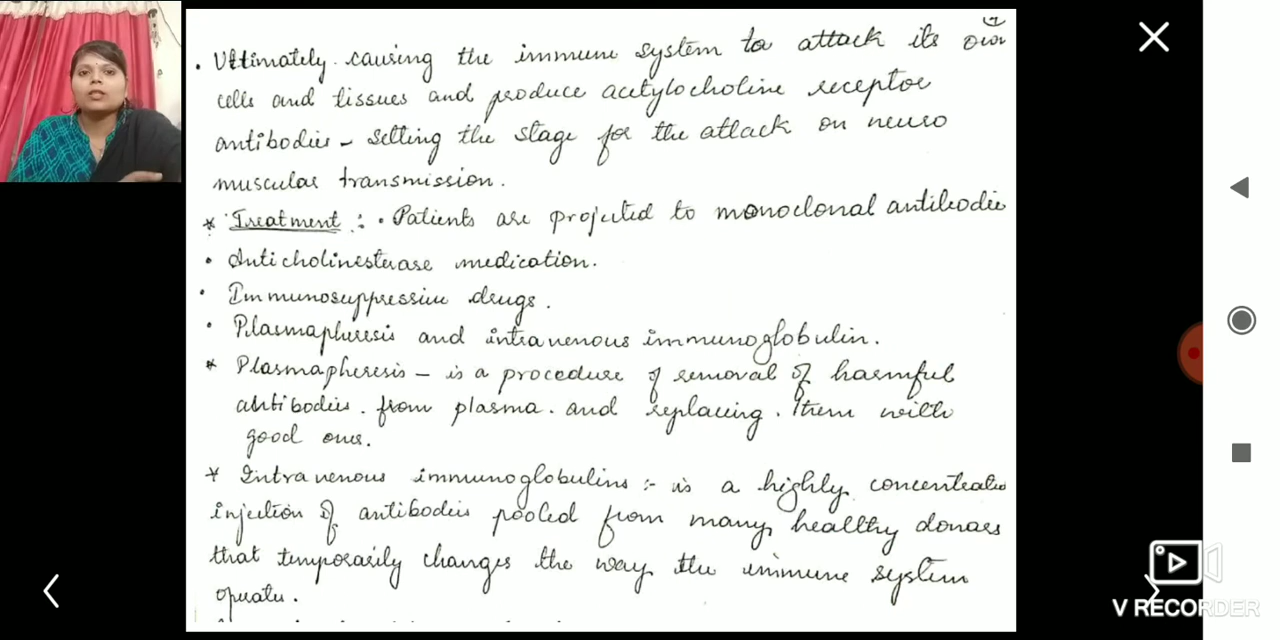 • Ultimately causing the immune system to attack its own
cells and tissues and produce acetylocholine receptor
antibodies - setting the stage for the attack on neuro
muscular transmission.
* Treatment :- • Patients are projected to monoclonal antibodies
• Anticholinesterase medication.
• Immunosuppressive drugs.
• Plasmapheresis and intravenous immunoglobulin.
* Plasmapheresis - is a procedure of removal of harmful
antibodies. from plasma. and replacing. them with
good ones.
* Intravenous immunoglobulins :- is a highly concentrated
injection of antibodies pooled from many healthy donars
that temporarily changes the way the immune system
operates.
V RECORDER